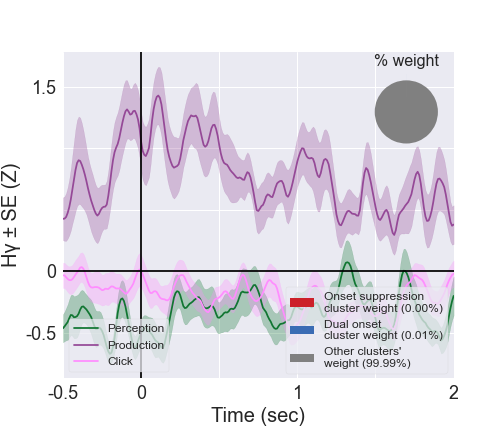 % weight
1.5
0
-0.5
Hγ ± SE (Z)
Perception
Production
Click
Onset suppression
cluster weight (0.00%)
Dual onset
cluster weight (0.01%)
Other clusters'
weight (99.99%)
-0.5
0
1
2
Time (sec)